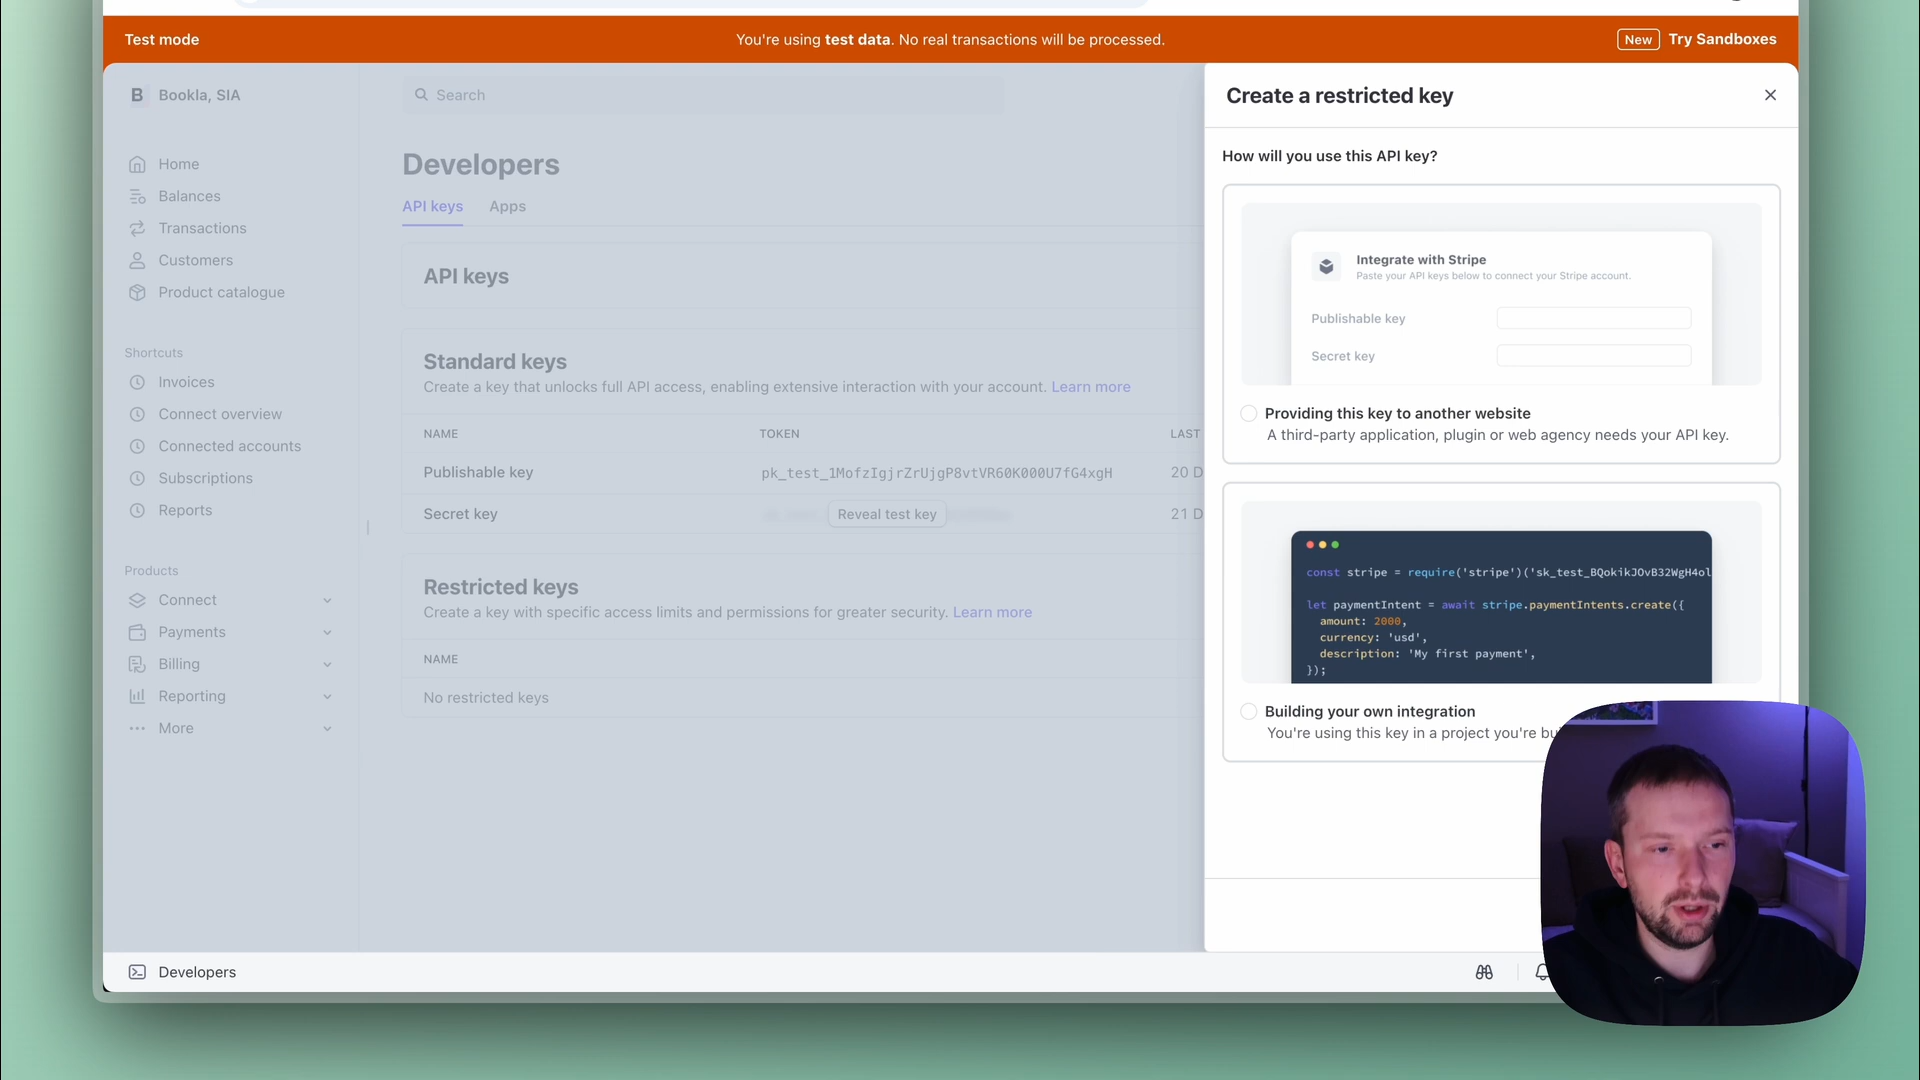 Test mode
You're using test data. No real transactions will be processed.
New Try Sandboxes
B Bookla, SIA
Home
Balances
Transactions
Customers
Product catalogue
Shortcuts
Invoices
Connect overview
Connected accounts
Subscriptions
Reports
Products
Connect
Payments
Billing
Reporting
More
Search
Developers
API keys Apps
API keys
Standard keys
Create a key that unlocks full API access, enabling extensive interaction with your account. Learn more
NAME TOKEN LAST
Publishable key pk_test_1MofzIgjrZrUjgP8vtVR60K000U7fG4xgH 20 D
Secret key Reveal test key 21 D
Restricted keys
Create a key with specific access limits and permissions for greater security. Learn more
NAME
No restricted keys
Create a restricted key
How will you use this API key?
Integrate with Stripe
Paste your API keys below to connect your Stripe account.
Publishable key
Secret key
Providing this key to another website
A third-party application, plugin or web agency needs your API key.
const stripe = require('stripe')('sk_test_BQokikJOvB32WgH4ol
let paymentIntent = await stripe.paymentIntents.create({
amount: 2000,
currency: 'usd',
description: 'My first payment',
});
Building your own integration
You're using this key in a project you're bu
Developers